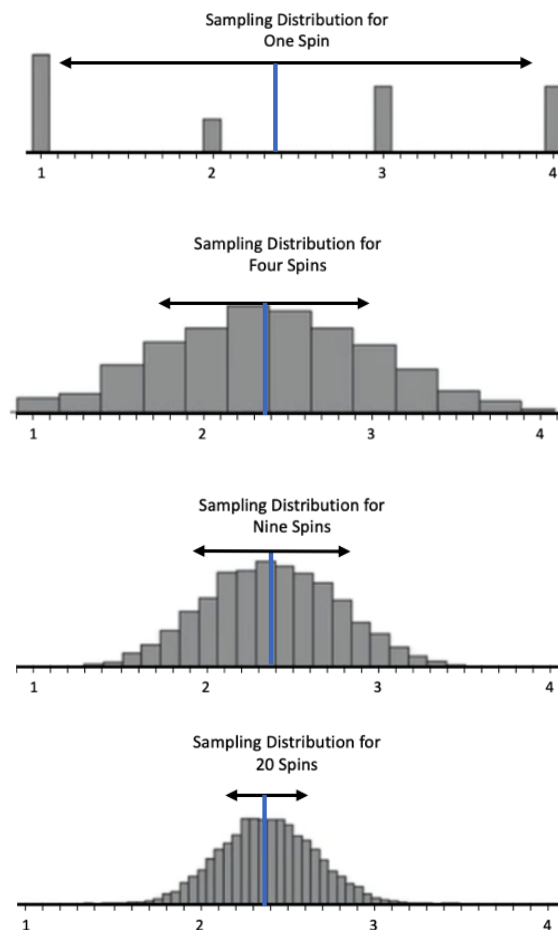 Sampling Distribution for
One Spin
1 2 3 4
Sampling Distribution for
Four Spins
1 2 3 4
Sampling Distribution for
Nine Spins
1 2 3 4
Sampling Distribution for
20 Spins
1 2 3 4